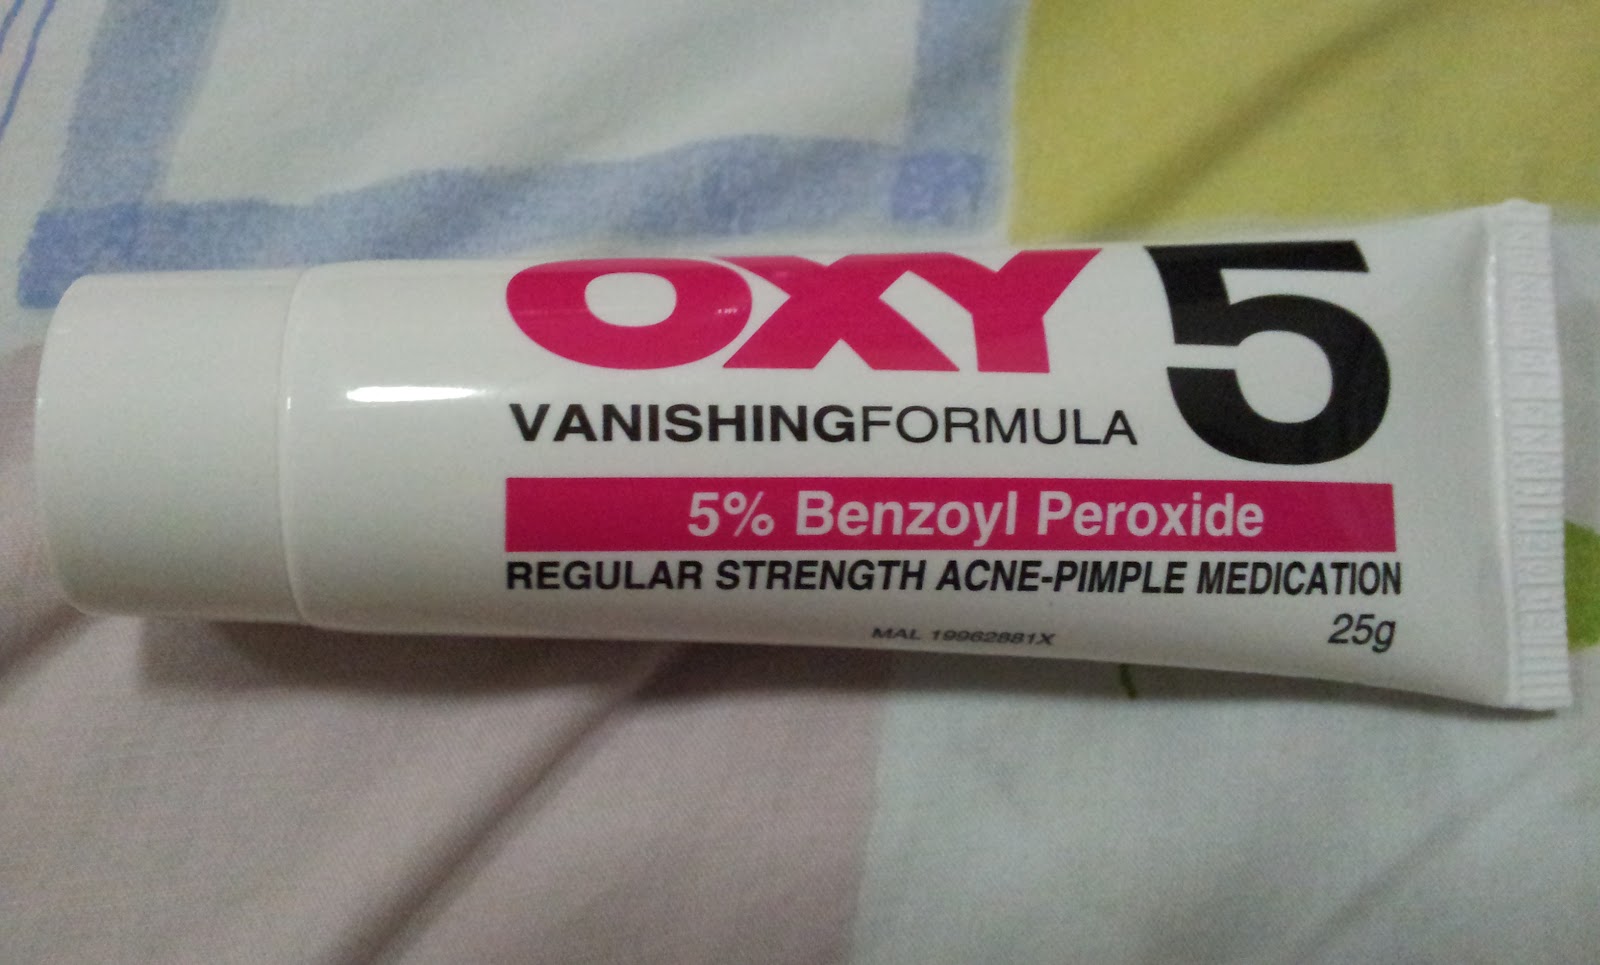 OXY 5
VANISHINGFORMULA
5% Benzoyl Peroxide
REGULAR STRENGTH ACNE-PIMPLE MEDICATION
25g
MAL 19962881X